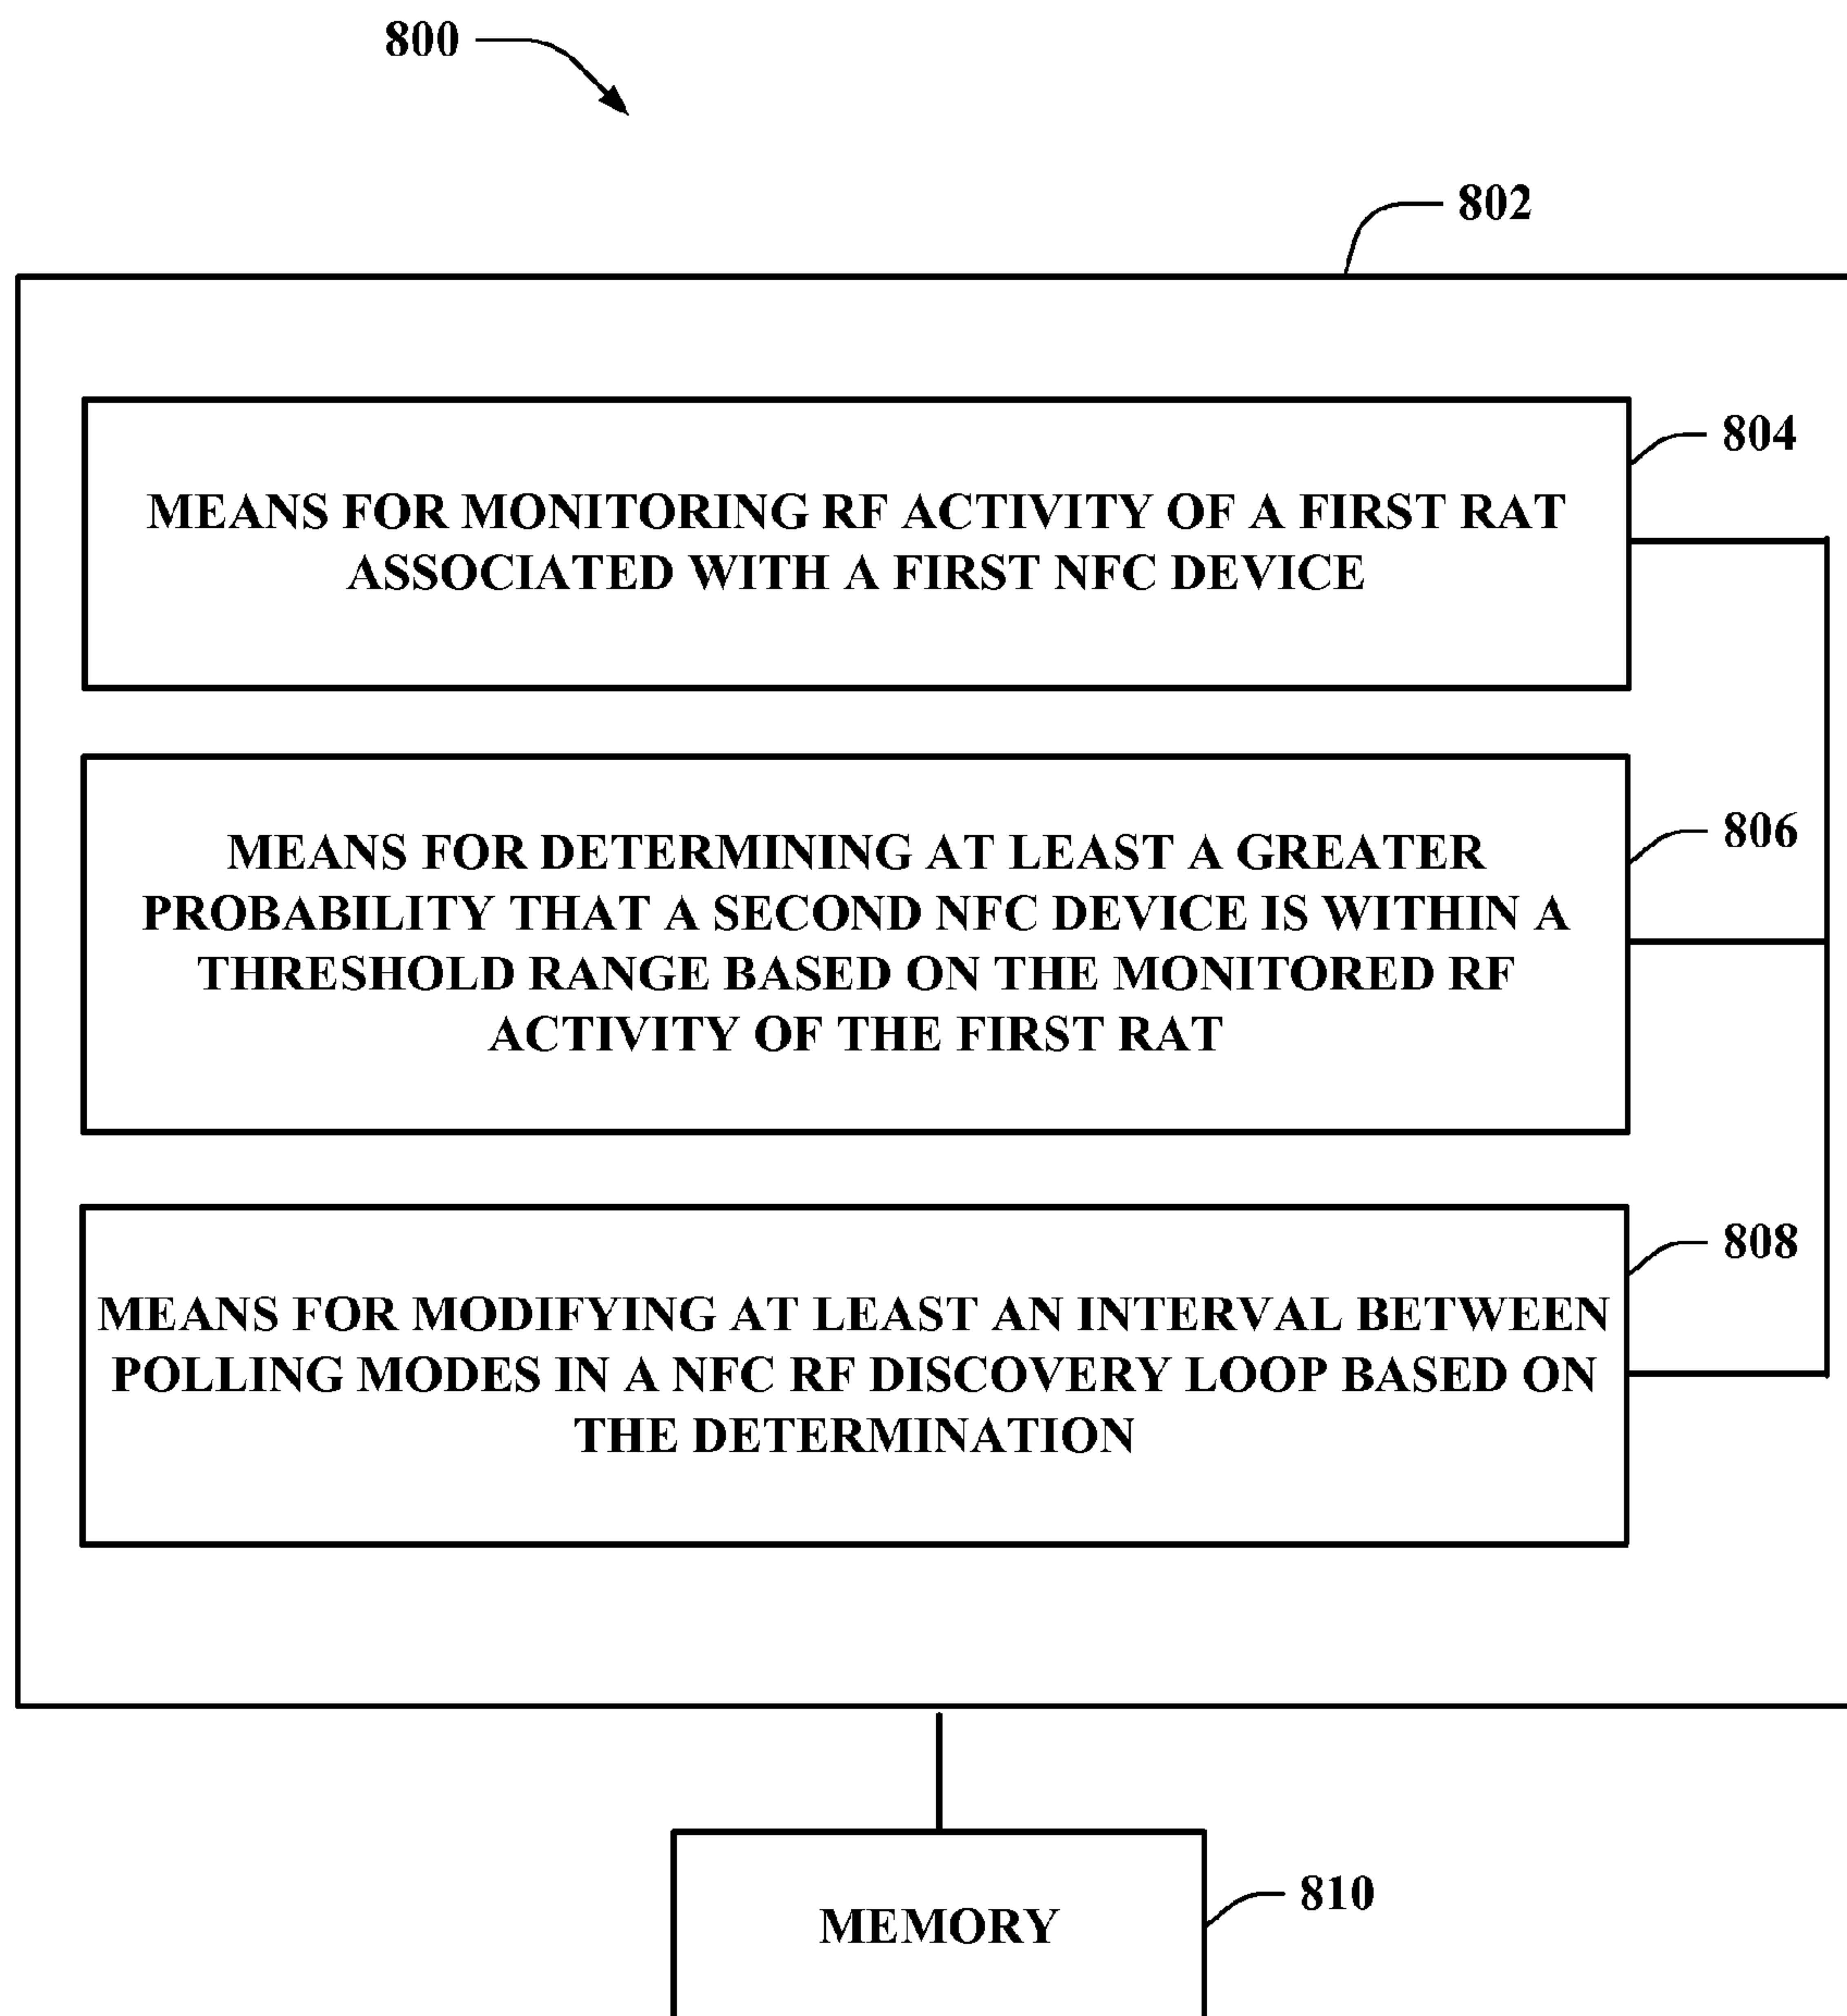 800
802
804
MEANS FOR MONITORING RF ACTIVITY OF A FIRST RAT
ASSOCIATED WITH A FIRST NFC DEVICE
806
MEANS FOR DETERMINING AT LEAST A GREATER
PROBABILITY THAT A SECOND NFC DEVICE IS WITHIN A
THRESHOLD RANGE BASED ON THE MONITORED RF
ACTIVITY OF THE FIRST RAT
808
MEANS FOR MODIFYING AT LEAST AN INTERVAL BETWEEN
POLLING MODES IN A NFC RF DISCOVERY LOOP BASED ON
THE DETERMINATION
810
MEMORY